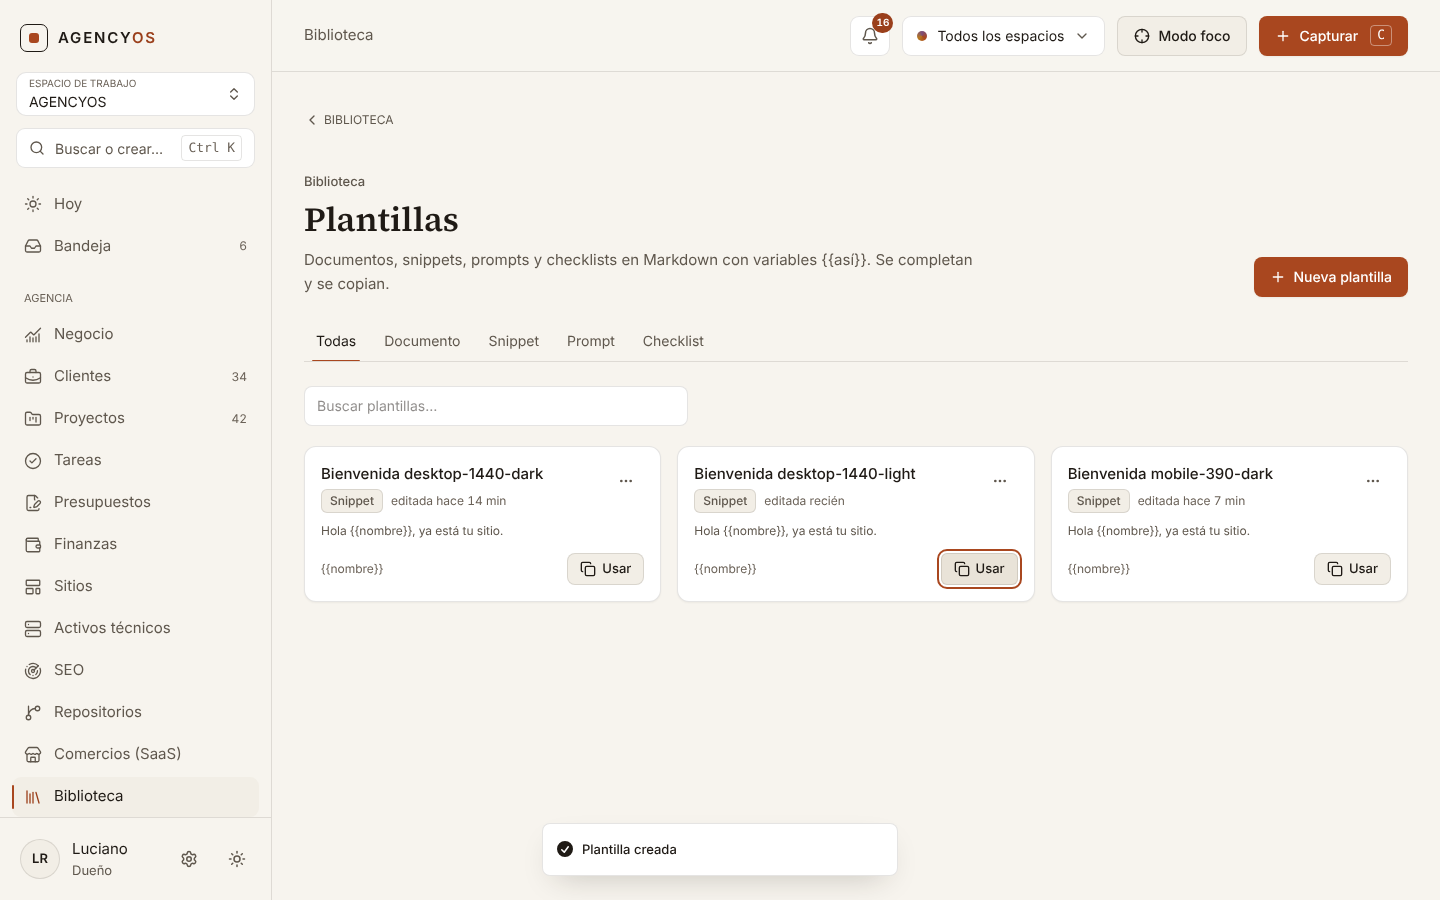 AGENCYOS
ESPACIO DE TRABAJO
AGENCYOS
Buscar o crear...
Ctrl K
Hoy
Bandeja 6
AGENCIA
Negocio
Clientes 34
Proyectos 42
Tareas
Presupuestos
Finanzas
Sitios
Activos técnicos
SEO
Repositorios
Comercios (SaaS)
Biblioteca
LR
Luciano
Dueño
Biblioteca
16
Todos los espacios
Modo foco
Capturar C
BIBLIOTECA
Biblioteca
Plantillas
Documentos, snippets, prompts y checklists en Markdown con variables {{así}}. Se completan
y se copian.
Nueva plantilla
Todas Documento Snippet Prompt Checklist
Buscar plantillas...
Bienvenida desktop-1440-dark
Snippet editada hace 14 min
Hola {{nombre}}, ya está tu sitio.
{{nombre}} Usar
Bienvenida desktop-1440-light
Snippet editada recién
Hola {{nombre}}, ya está tu sitio.
{{nombre}} Usar
Bienvenida mobile-390-dark
Snippet editada hace 7 min
Hola {{nombre}}, ya está tu sitio.
{{nombre}} Usar
Plantilla creada